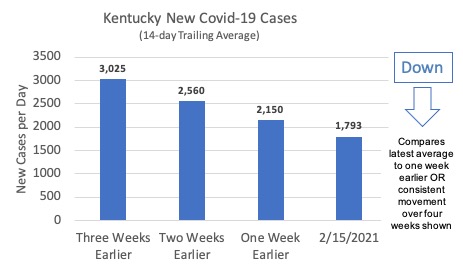 Kentucky New Covid-19 Cases
(14-day Trailing Average)
New Cases per Day
3500
3000
2500
2000
1500
1000
500
0
3,025
2,560
2,150
1,793
Three Weeks
Earlier
Two Weeks
Earlier
One Week
Earlier
2/15/2021
Down
Compares
latest average
to one week
earlier OR
consistent
movement
over four
weeks shown